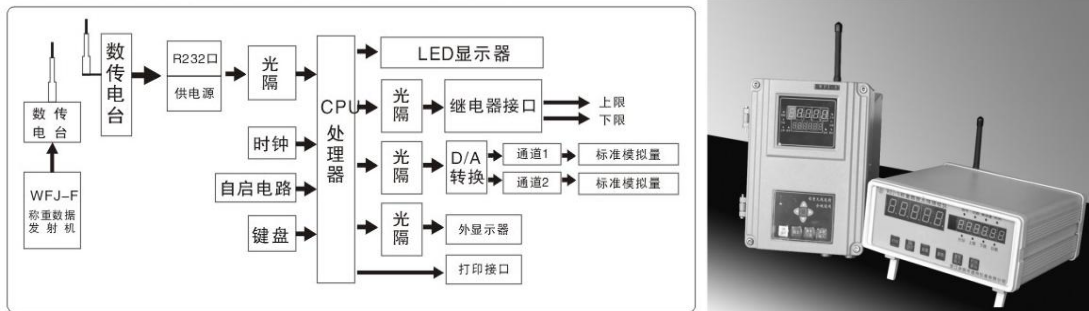 数传
电台
WFJ-F
称重数据
发射机
数传电台
R232口
供电源
光隔
时钟
自启电路
键盘
CPU
处理器
LED显示器
光隔
继电器接口
上限
下限
光隔
D/A
转换
通道1
标准模拟量
通道2
标准模拟量
光隔
外显示器
打印接口